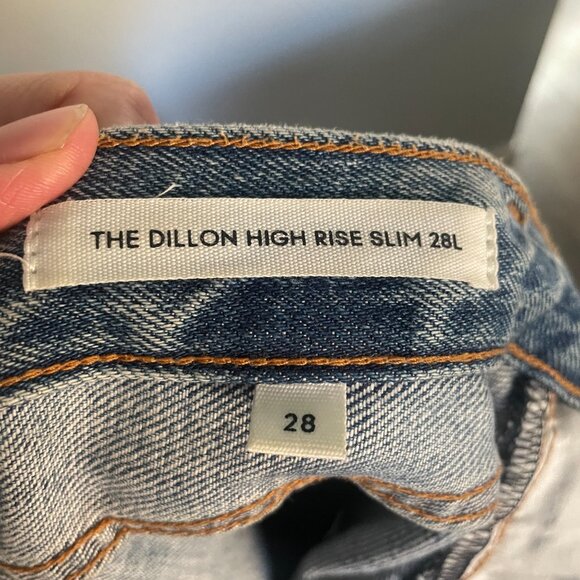 THE DILLON HIGH RISE SLIM 28L
28